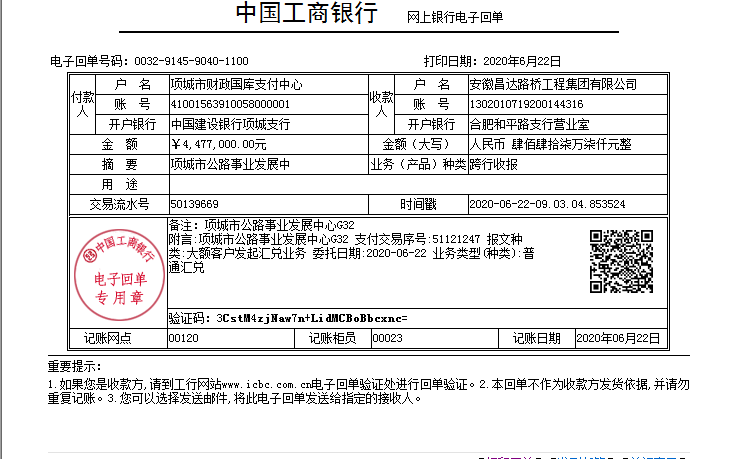 中国工商银行 网上银行电子回单
电子回单号码：0032-9145-9040-1100 打印日期：2020年6月22日
付款人 户 名 项城市财政国库支付中心 收款人 户 名 安徽昌达路桥工程集团有限公司
账 号 41001563910058000001 账 号 1302010719200144316
开户银行 中国建设银行项城支行 开户银行 合肥和平路支行营业室
金 额 ￥4,477,000.00元 金额（大写） 人民币 肆佰肆拾柒万柒仟元整
摘 要 项城市公路事业发展中 业务（产品）种类 跨行收报
用 途
交易流水号 50139669 时间戳 2020-06-22-09.03.04.853524
中国工商银行
电子回单
专用章
备注：项城市公路事业发展中心G32
附言:项城市公路事业发展中心G32 支付交易序号:51121247 报文种
类:大额客户发起汇兑业务 委托日期:2020-06-22 业务类型(种类):普
通汇兑
验证码：3CstM4zjNaw7n+LidMCBoBbcxnc=
记账网点 00120 记账柜员 00023 记账日期 2020年06月22日
重要提示：
1.如果您是收款方,请到工行网站www.icbc.com.cn电子回单验证处进行回单验证。2.本回单不作为收款方发货依据,并请勿
重复记账。3.您可以选择发送邮件,将此电子回单发送给指定的接收人。